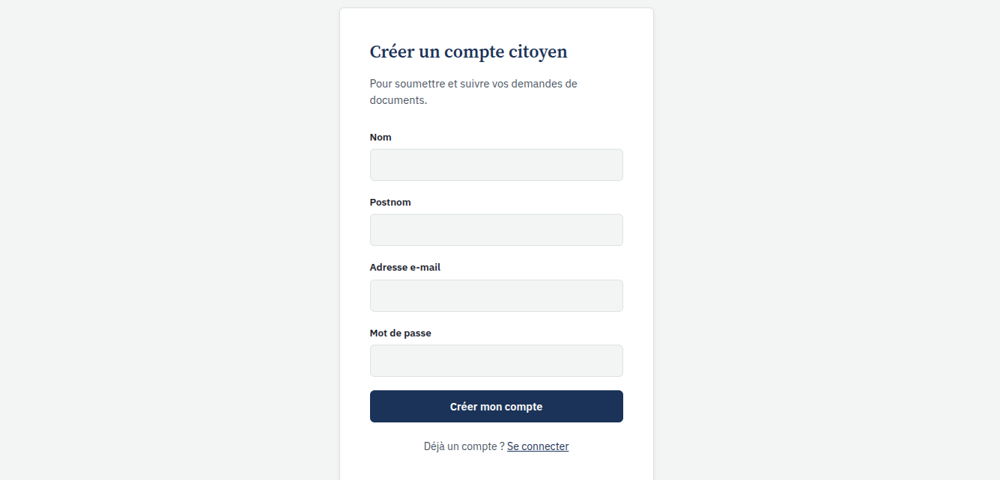 Créer un compte citoyen
Pour soumettre et suivre vos demandes de
documents.
Nom
Postnom
Adresse e-mail
Mot de passe
Créer mon compte
Déjà un compte ? Se connecter